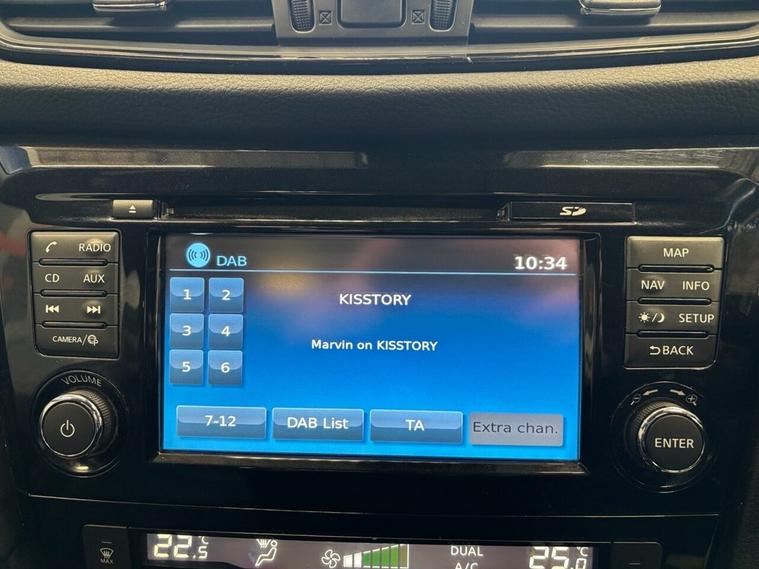 SD
RADIO
CD AUX
CAMERA/
VOLUME
DAB 10:34
1 2
3 4
5 6
KISSTORY
Marvin on KISSTORY
7-12 DAB List TA Extra chan.
MAP
NAV INFO
SETUP
BACK
ENTER
MAX
22.5°C
DUAL
A/C
25.0°C